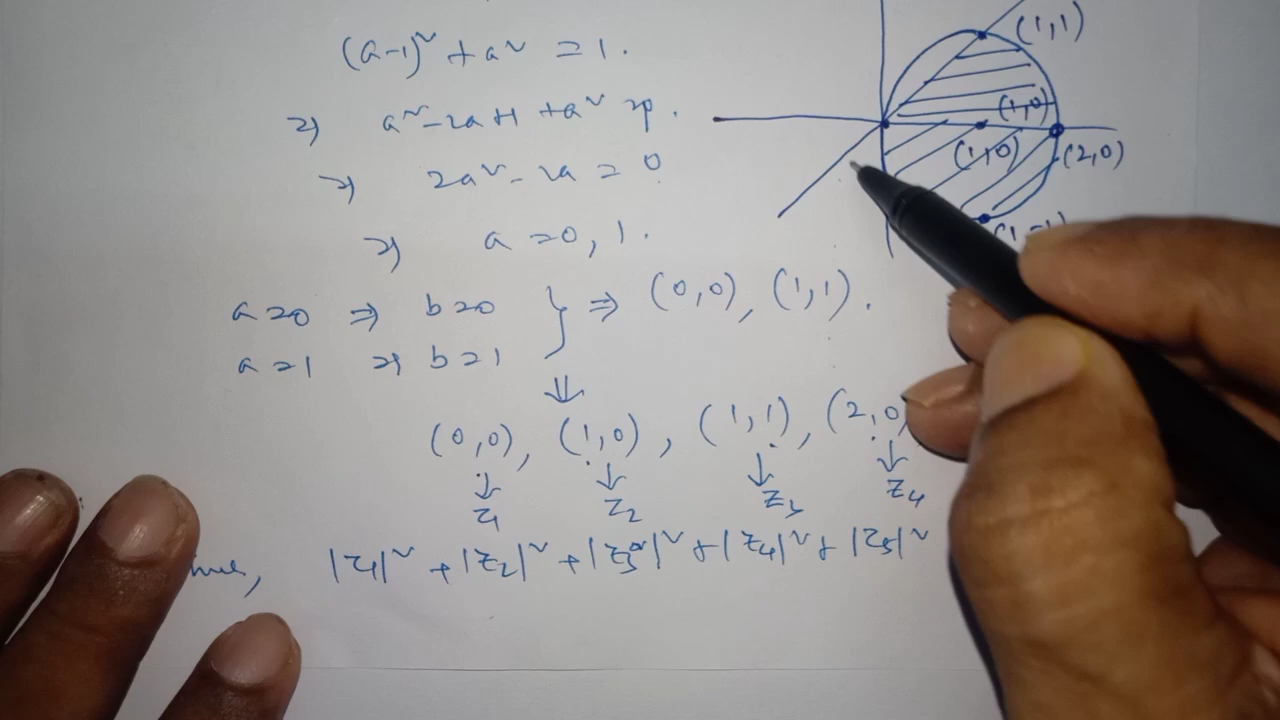 (a-1)² + a² = 1.
⇒ a² - 2a + 1 + a² = 1.
⇒ 2a² - 2a = 0
⇒ a = 0, 1.
a = 0 ⇒ b = 0
a = 1 ⇒ b = 1
} ⇒ (0,0), (1,1).
⇓
(0,0), (1,0), (1,1), (2,0)
↓ ↓ ↓ ↓
z₁ z₂ z₃ z₄
|z₁|² + |z₂|² + |z₃|² + |z₄|² + |z₅|²
(1,1)
(1,0)
(1,0)
(2,0)